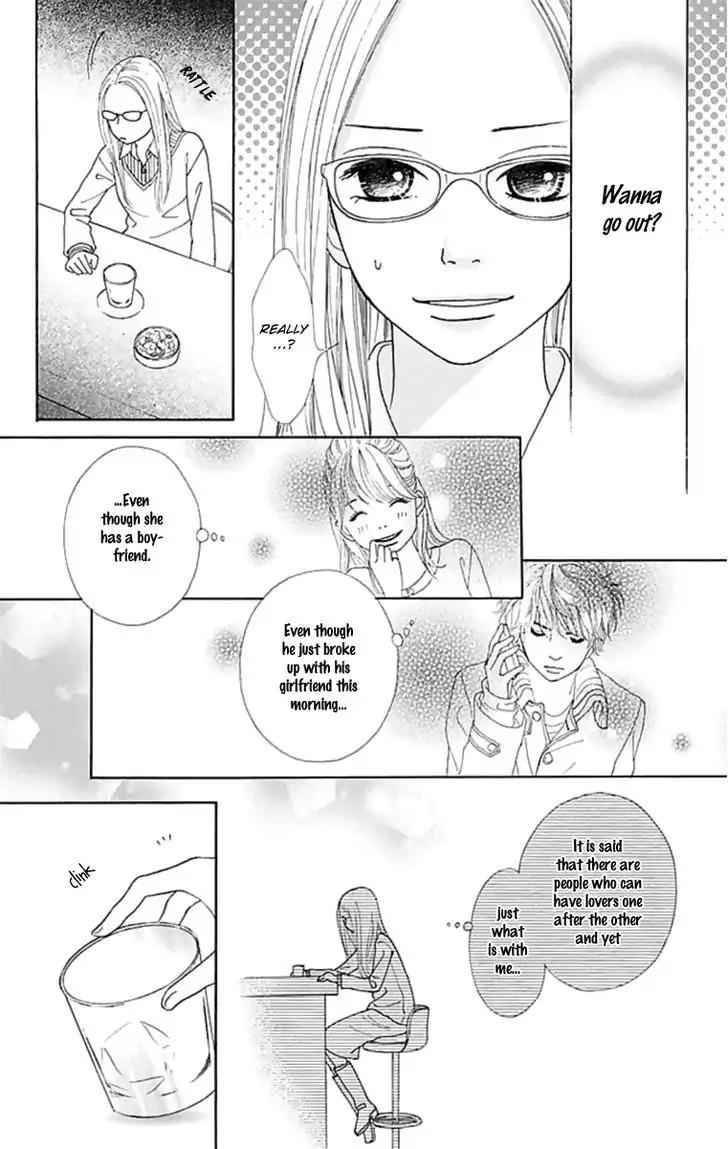 Wanna
go out?
REALLY
...?
RATTLE
...Even
though she
has a boy-
friend.
Even though
he just broke
up with his
girlfriend this
morning...
It is said
that there are
people who can
have lovers one
after the other
and yet
just
what
is with
me...
clink